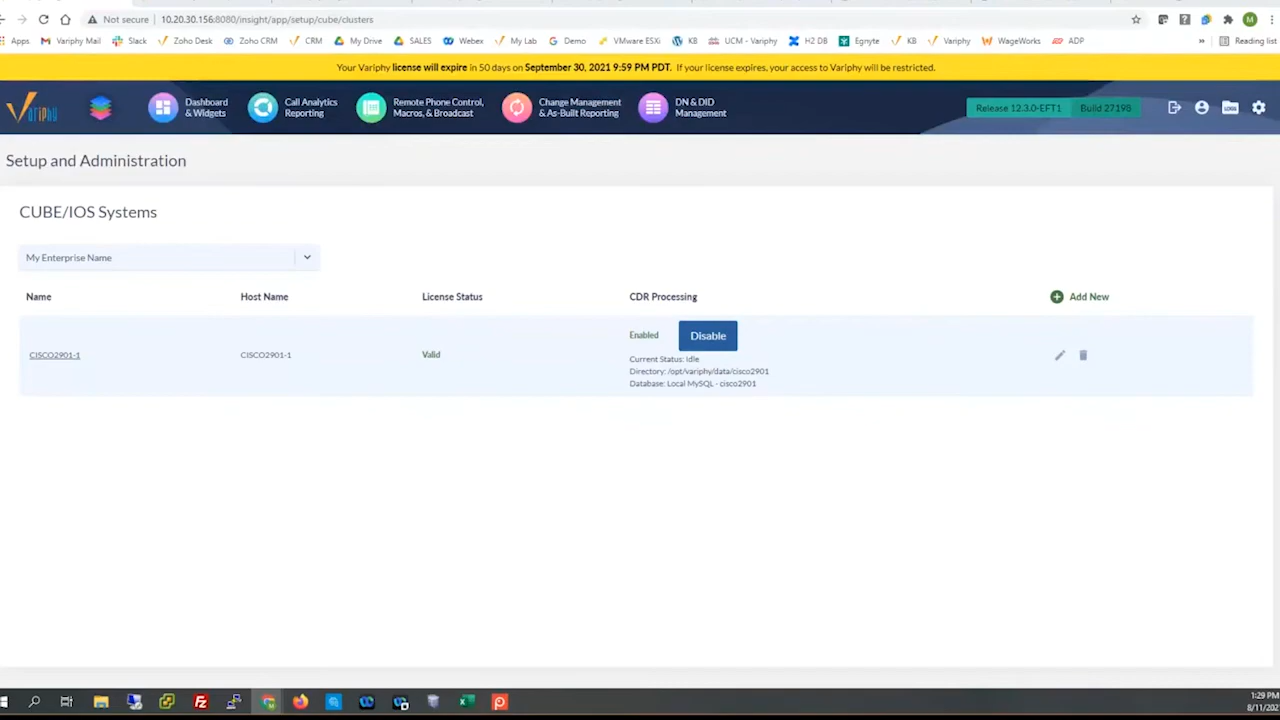 Not secure | 10.20.30.156:8080/insight/app/setup/cube/clusters
Apps Variphy Mail Slack Zoho Desk Zoho CRM CRM My Drive SALES Webex My Lab Demo VMware ESXi KB UCM - Variphy H2 DB Egnyte KB Variphy WageWorks ADP » Reading list
Your Variphy license will expire in 50 days on September 30, 2021 9:59 PM PDT. If your license expires, your access to Variphy will be restricted.
Variphy
Dashboard
& Widgets
Call Analytics
Reporting
Remote Phone Control,
Macros, & Broadcast
Change Management
& As-Built Reporting
DN & DID
Management
Release 12.3.0-EFT1 Build 27198
LOGS
M
Setup and Administration
CUBE/IOS Systems
My Enterprise Name
Name Host Name License Status CDR Processing Add New
CISCO2901-1 CISCO2901-1 Valid
Enabled Disable
Current Status: Idle
Directory: /opt/variphy/data/cisco2901
Database: Local MySQL - cisco2901
1:29 PM
8/11/202